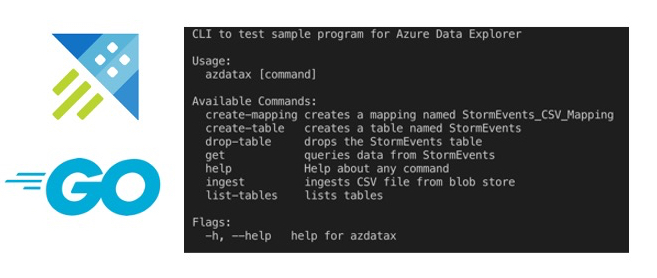 GO
CLI to test sample program for Azure Data Explorer
Usage:
azdatax [command]
Available Commands:
create-mapping creates a mapping named StormEvents_CSV_Mapping
create-table creates a table named StormEvents
drop-table drops the StormEvents table
get queries data from StormEvents
help Help about any command
ingest ingests CSV file from blob store
list-tables lists tables
Flags:
-h, --help help for azdatax